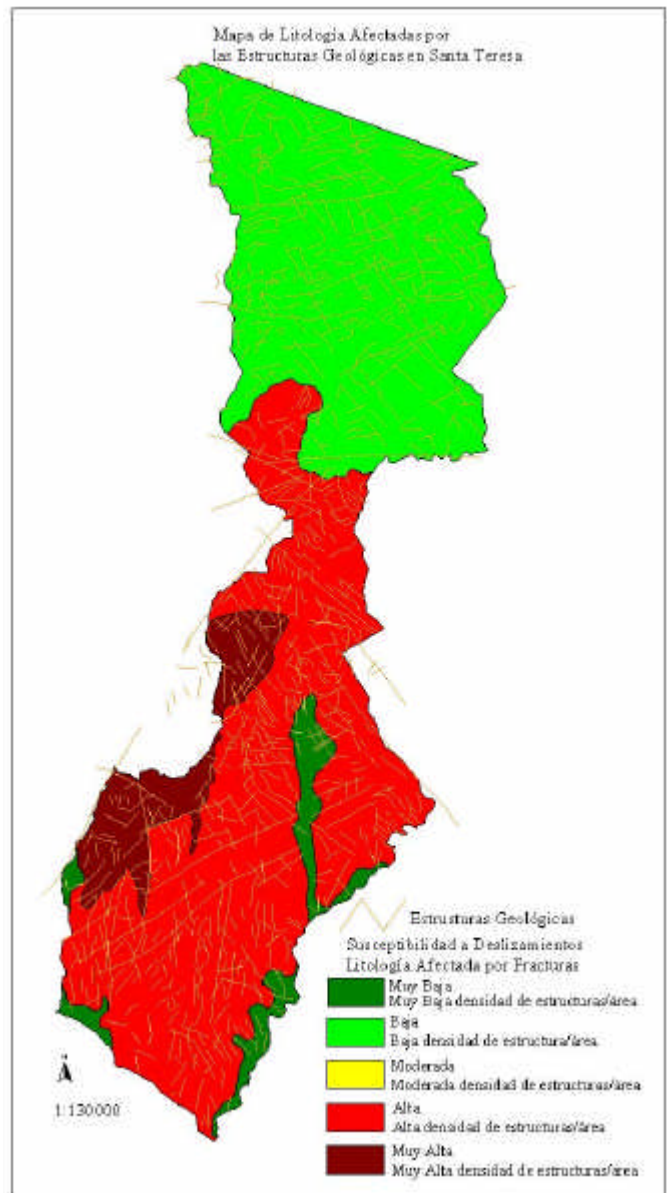 Mapa de Litología Afectadas por
las Estructuras Geológicas en Santa Teresa
Estrusturas Geológicas
Susceptibilidad a Deslizamientos
Litología Afectada por Fracturas
Muy Baja
Muy Baja densidad de estructuras/área
Baja
Baja densidad de estructura/área
Moderada
Moderada densidad de estructuras/área
Alta
Alta densidad de estructuras/área
Muy Alta
Muy Alta densidad de estructuras/área
1:130000